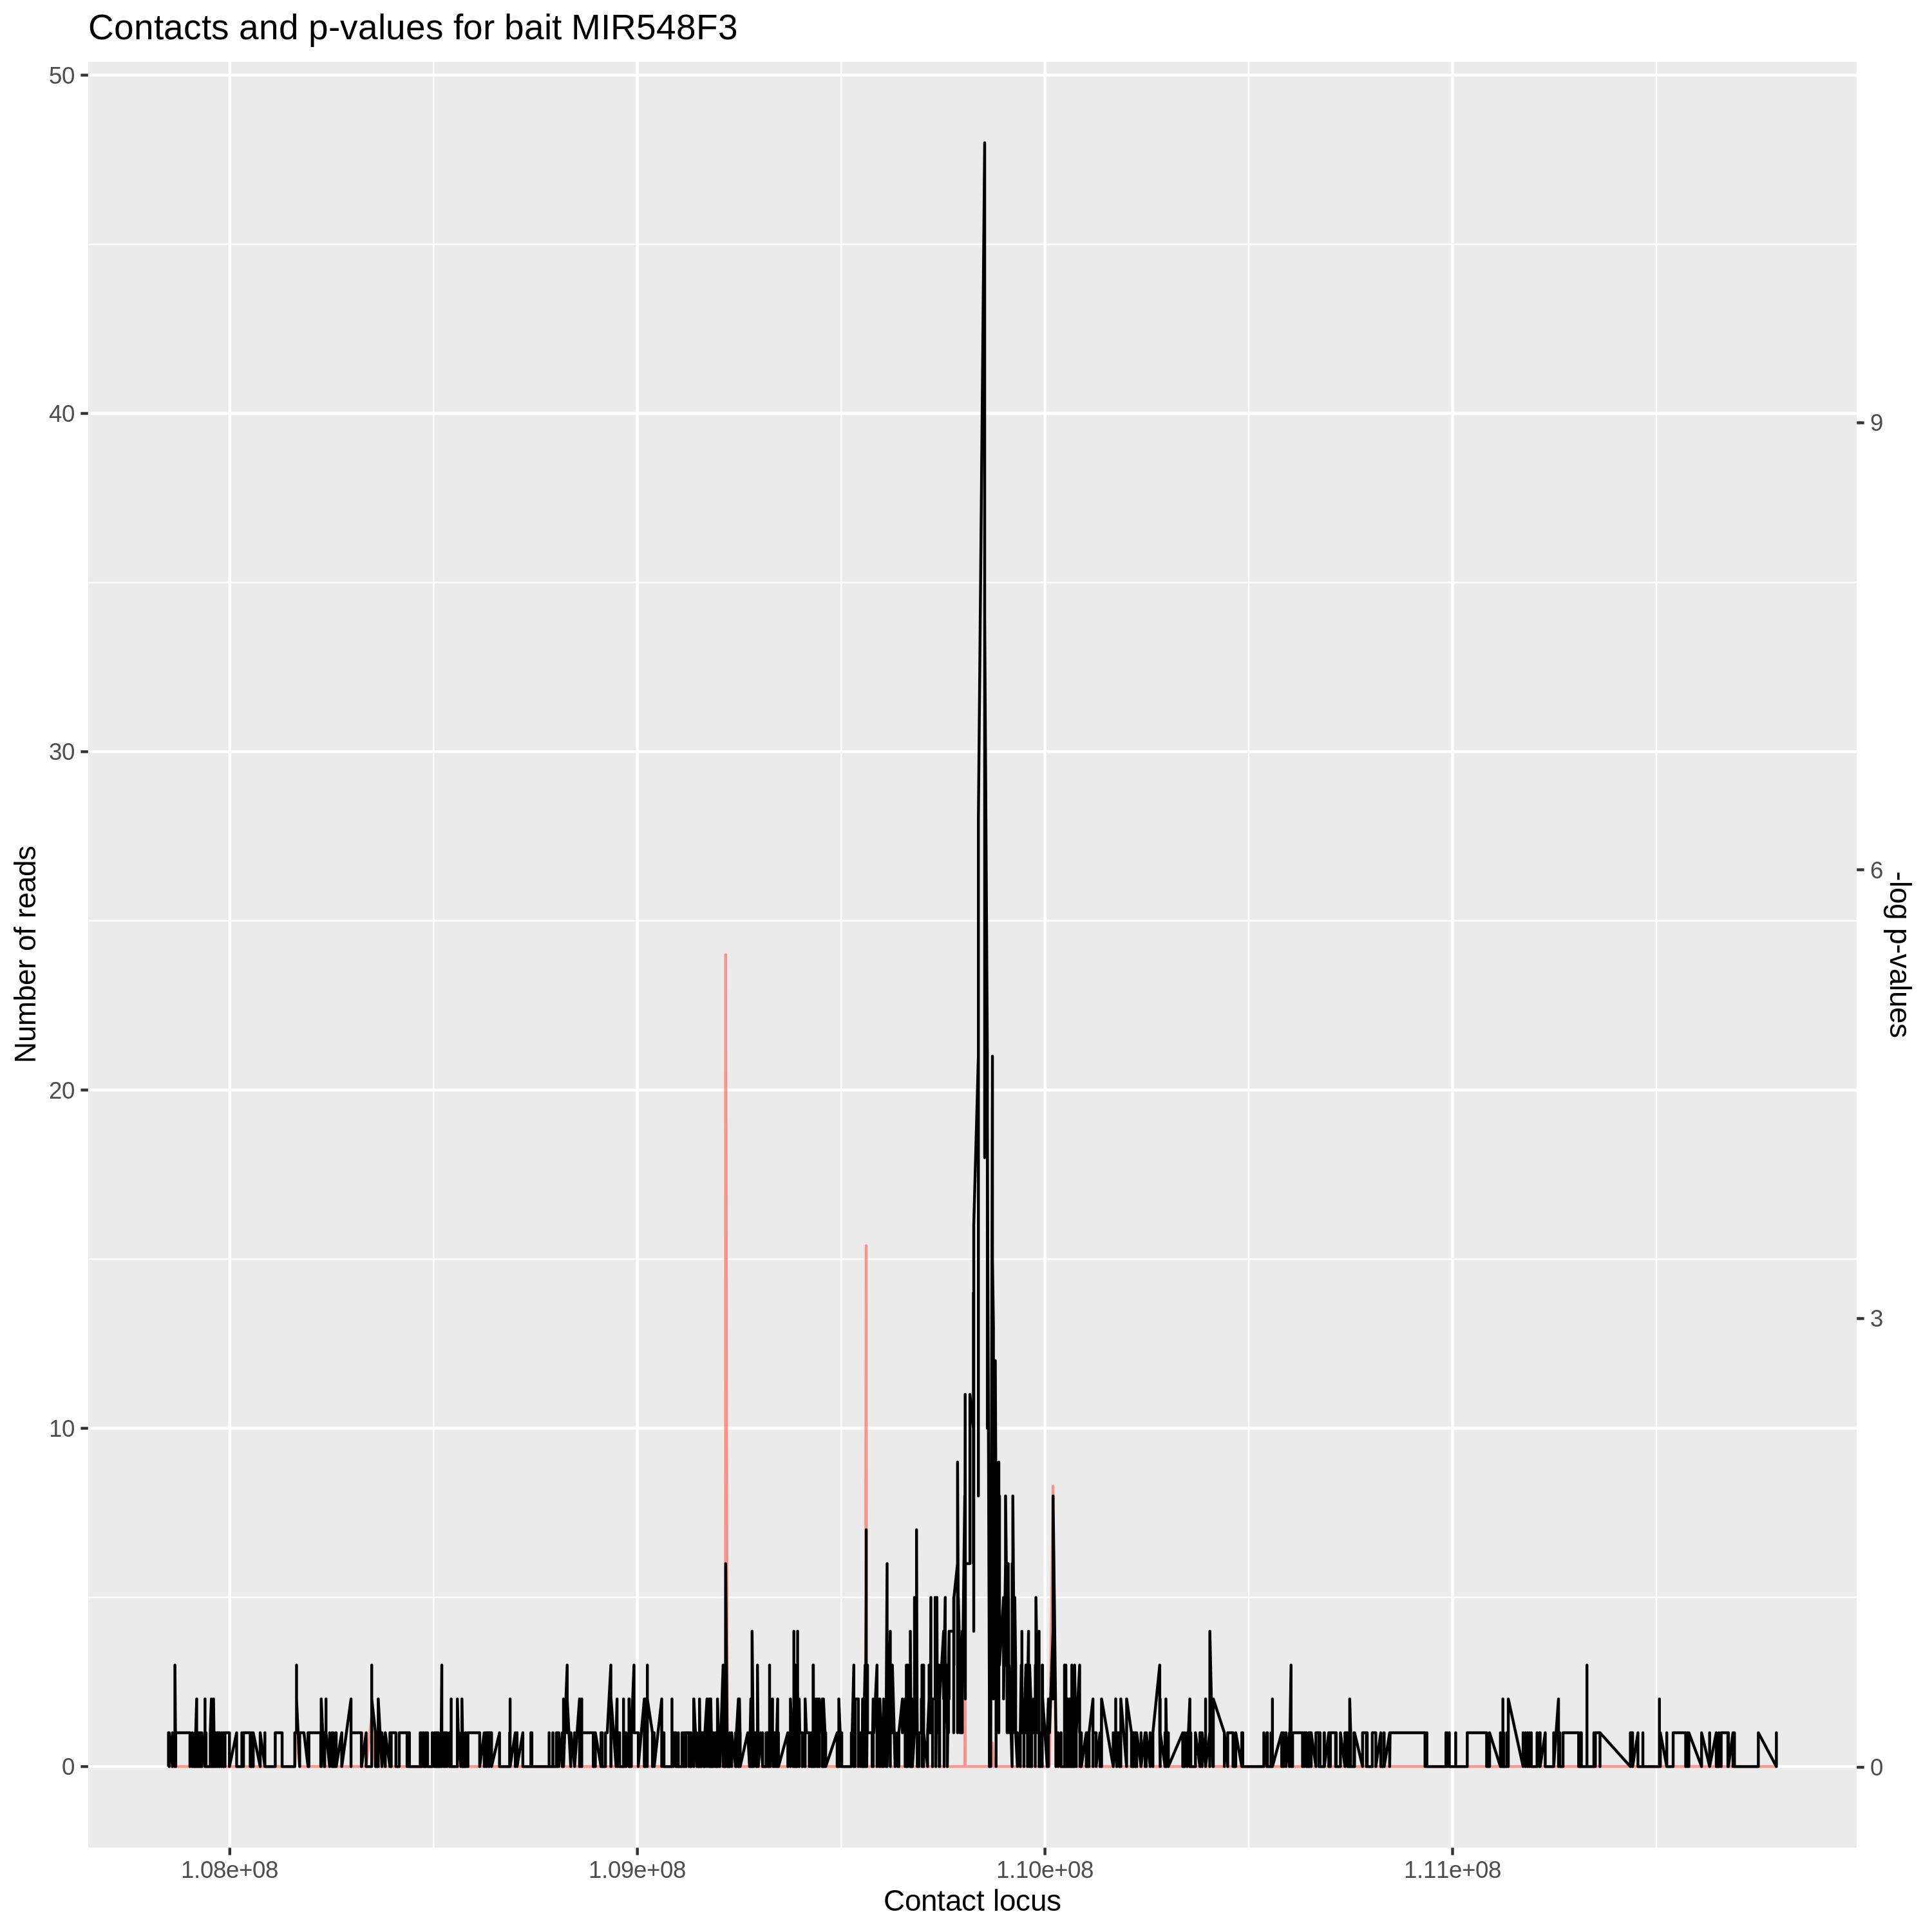 Contacts and p-values for bait MIR548F3
50
40
30
20
10
0
Number of reads
9
6
3
0
-log p-values
1.08e+08
1.09e+08
1.10e+08
1.11e+08
Contact locus